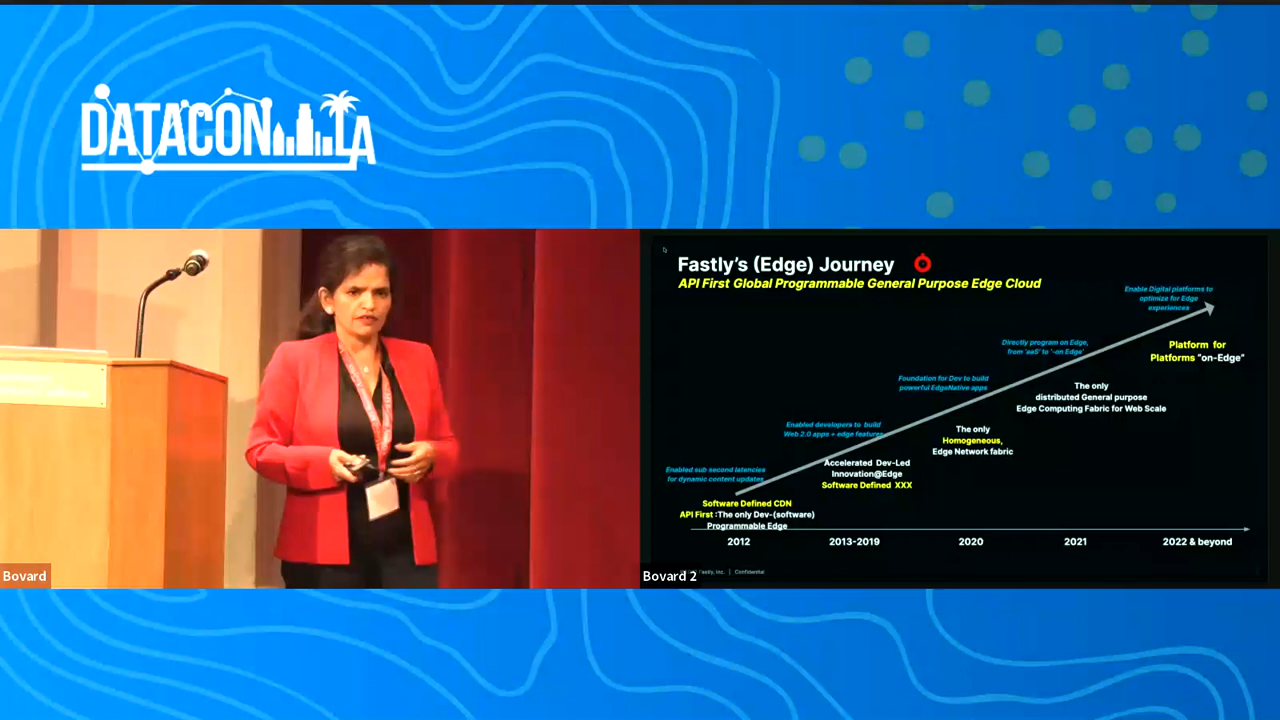 DATACON LA
Fastly's (Edge) Journey
API First Global Programmable General Purpose Edge Cloud
Enable Digital platforms to
optimize for Edge
experiences
Platform for
Platforms "on-Edge"
Directly program on Edge,
from 'aaS' to '-on Edge'
The only
distributed General purpose
Edge Computing Fabric for Web Scale
Foundation for Dev to build
powerful EdgeNative apps
The only
Homogeneous,
Edge Network fabric
Enabled developers to build
Web 2.0 apps + edge features
Accelerated Dev-Led
Innovation@Edge
Software Defined XXX
Enabled sub second latencies
for dynamic content updates
Software Defined CDN
API First :The only Dev-(software)
Programmable Edge
2012
2013-2019
2020
2021
2022 & beyond
Fastly, Inc. | Confidential
Bovard
Bovard 2